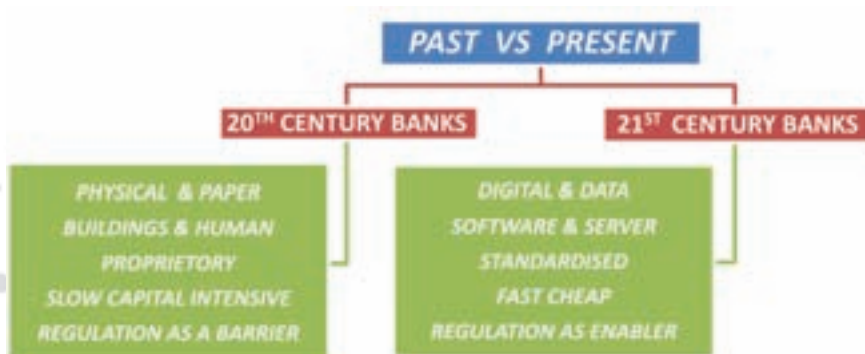 PAST VS PRESENT
20TH CENTURY BANKS
21ST CENTURY BANKS
PHYSICAL & PAPER
BUILDINGS & HUMAN
PROPRIETORY
SLOW CAPITAL INTENSIVE
REGULATION AS A BARRIER
DIGITAL & DATA
SOFTWARE & SERVER
STANDARDISED
FAST CHEAP
REGULATION AS ENABLER